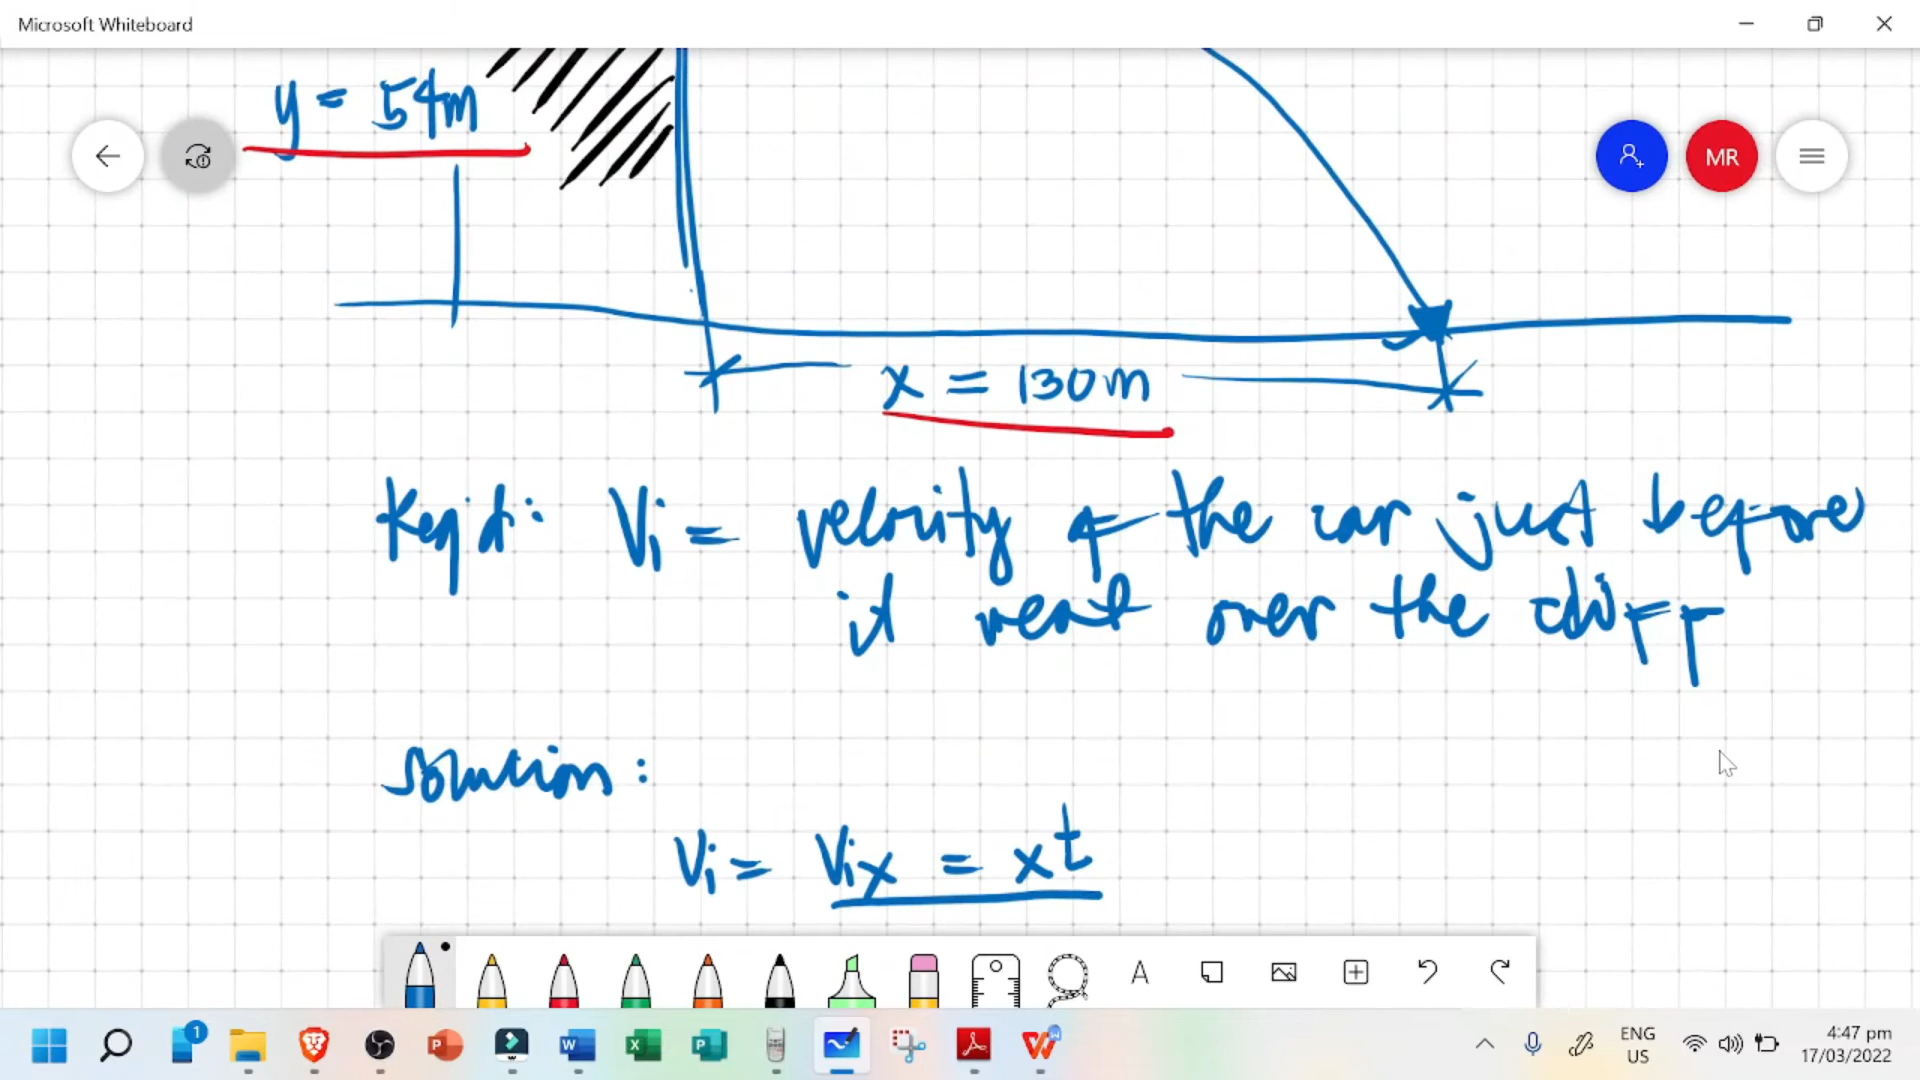 Microsoft Whiteboard
y = 54m
MR
x = 130m
Req'd: Vi = velocity of the car just before
it went over the cliff
Solution:
Vi = Vix = xt
A
1
ENG
US
4:47 pm
17/03/2022